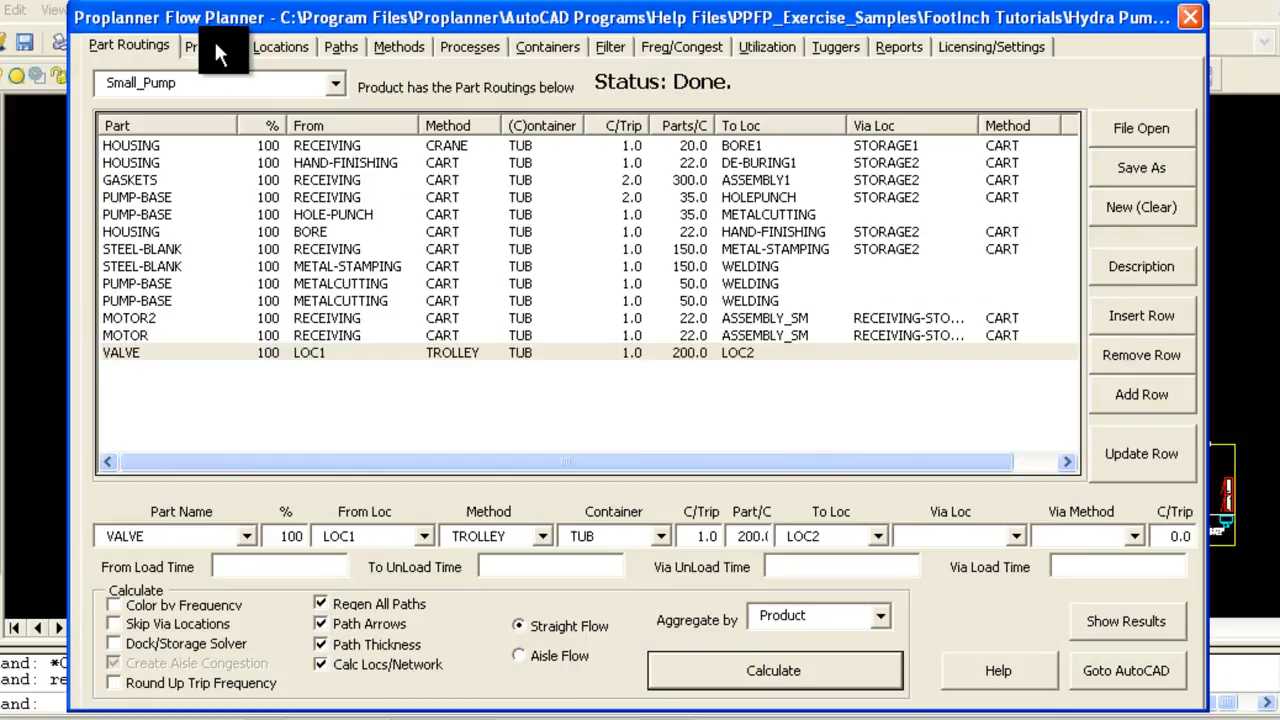 Edit View
Proplanner Flow Planner - C:\Program Files\Proplanner\AutoCAD Programs\Help Files\PPFP_Exercise_Samples\FootInch Tutorials\Hydra Pum...
Part Routings Locations Paths Methods Processes Containers Filter Freg/Congest Utilization Tuggers Reports Licensing/Settings
Small_Pump Product has the Part Routings below Status: Done.
Part % From Method (C)ontainer C/Trip Parts/C To Loc Via Loc Method
HOUSING 100 RECEIVING CRANE TUB 1.0 20.0 BORE1 STORAGE1 CART
HOUSING 100 HAND-FINISHING CART TUB 1.0 22.0 DE-BURING1 STORAGE2 CART
GASKETS 100 RECEIVING CART TUB 2.0 300.0 ASSEMBLY1 STORAGE2 CART
PUMP-BASE 100 RECEIVING CART TUB 2.0 35.0 HOLEPUNCH STORAGE2 CART
PUMP-BASE 100 HOLE-PUNCH CART TUB 1.0 35.0 METALCUTTING
HOUSING 100 BORE CART TUB 1.0 22.0 HAND-FINISHING STORAGE2 CART
STEEL-BLANK 100 RECEIVING CART TUB 1.0 150.0 METAL-STAMPING STORAGE2 CART
STEEL-BLANK 100 METAL-STAMPING CART TUB 1.0 150.0 WELDING
PUMP-BASE 100 METALCUTTING CART TUB 1.0 50.0 WELDING
PUMP-BASE 100 METALCUTTING CART TUB 1.0 50.0 WELDING
MOTOR2 100 RECEIVING CART TUB 1.0 22.0 ASSEMBLY_SM RECEIVING-STO... CART
MOTOR 100 RECEIVING CART TUB 1.0 22.0 ASSEMBLY_SM RECEIVING-STO... CART
VALVE 100 LOC1 TROLLEY TUB 1.0 200.0 LOC2
File Open
Save As
New (Clear)
Description
Insert Row
Remove Row
Add Row
Update Row
Part Name % From Loc Method Container C/Trip Part/C To Loc Via Loc Via Method C/Trip
VALVE 100 LOC1 TROLLEY TUB 1.0 200.( LOC2 0.0
From Load Time To UnLoad Time Via UnLoad Time Via Load Time
Calculate
Color by Frequency
Skip Via Locations
Dock/Storage Solver
Create Aisle Congestion
Round Up Trip Frequency
Regen All Paths
Path Arrows
Path Thickness
Calc Locs/Network
Straight Flow
Aisle Flow
Aggregate by Product
Calculate
Show Results
Help
Goto AutoCAD
and: *C
and: re
and: